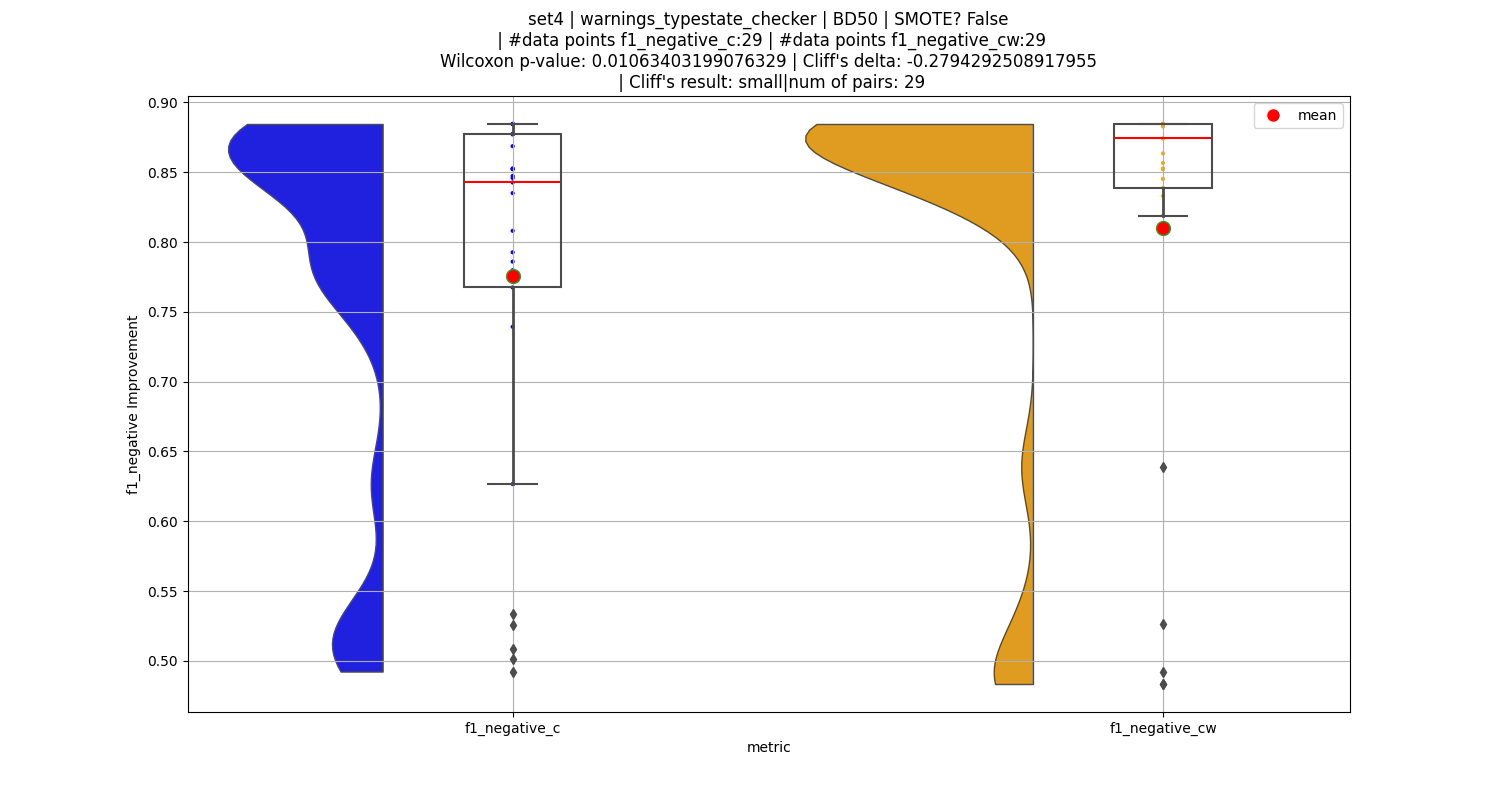 set4 | warnings_typestate_checker | BD50 | SMOTE? False
| #data points f1_negative_c:29 | #data points f1_negative_cw:29
Wilcoxon p-value: 0.01063403199076329 | Cliff's delta: -0.2794292508917955
| Cliff's result: small|num of pairs: 29
mean
0.90
0.85
0.80
0.75
0.70
0.65
0.60
0.55
0.50
f1_negative Improvement
f1_negative_c
f1_negative_cw
metric